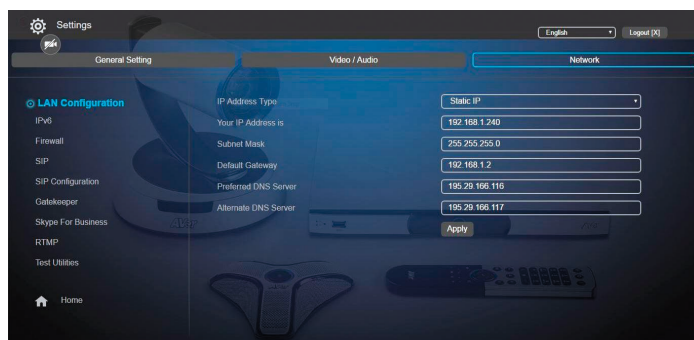 Settings
English
Logout [X]
General Setting
Video / Audio
Network
LAN Configuration
IPv6
Firewall
SIP
SIP Configuration
Gatekeeper
Skype For Business
RTMP
Test Utilities
Home
IP Address Type
Static IP
Your IP Address is
192.168.1.240
Subnet Mask
255.255.255.0
Default Gateway
192.168.1.2
Preferred DNS Server
195.29.166.116
Alternate DNS Server
195.29.166.117
Apply